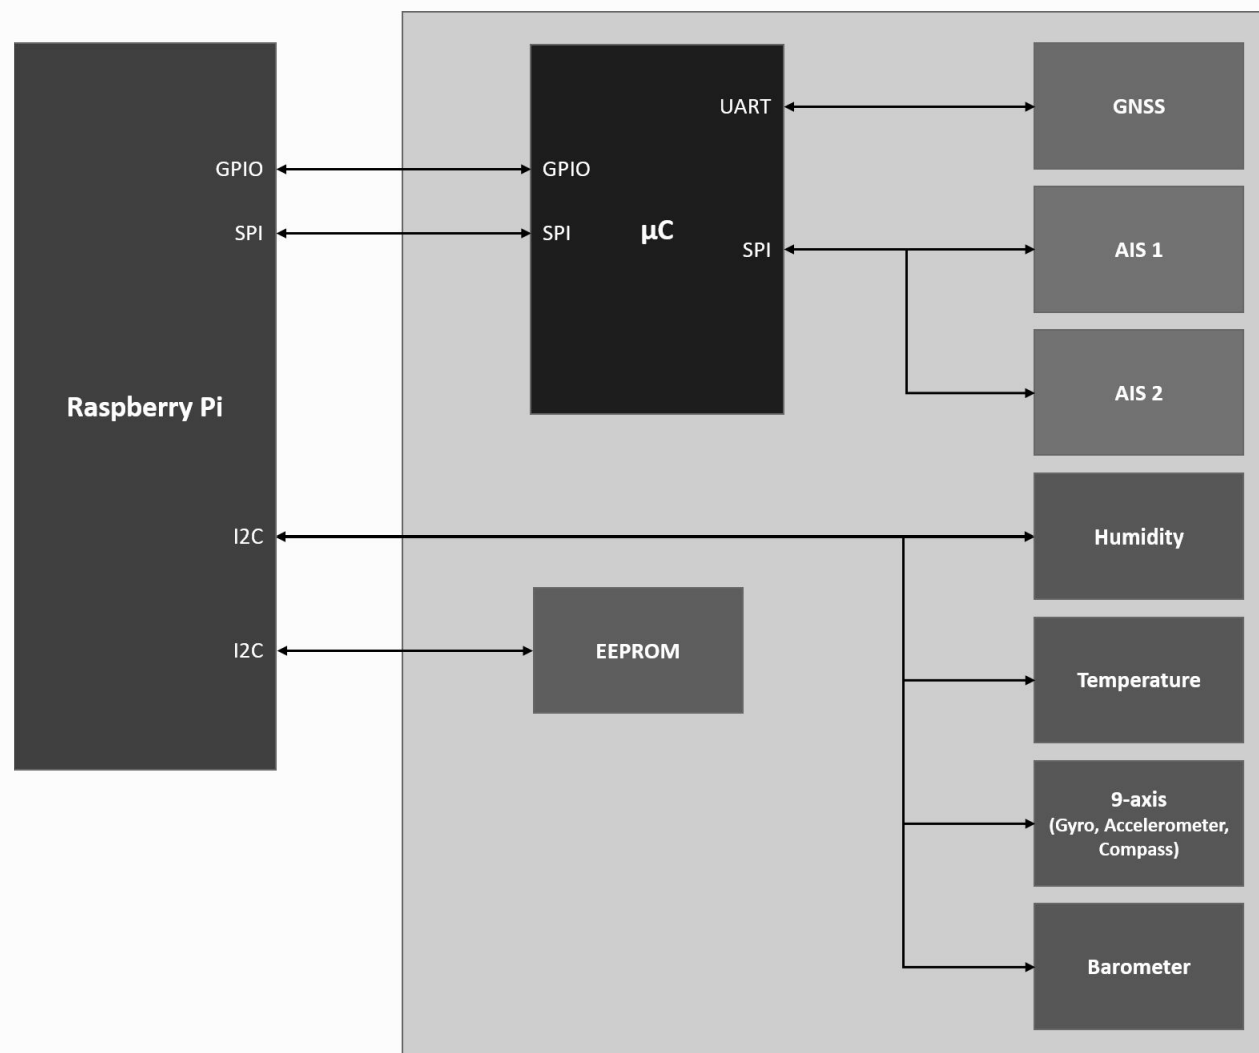 Raspberry Pi
GPIO
SPI
I2C
I2C
GPIO
SPI
µC
UART
SPI
EEPROM
GNSS
AIS 1
AIS 2
Humidity
Temperature
9-axis
(Gyro, Accelerometer,
Compass)
Barometer